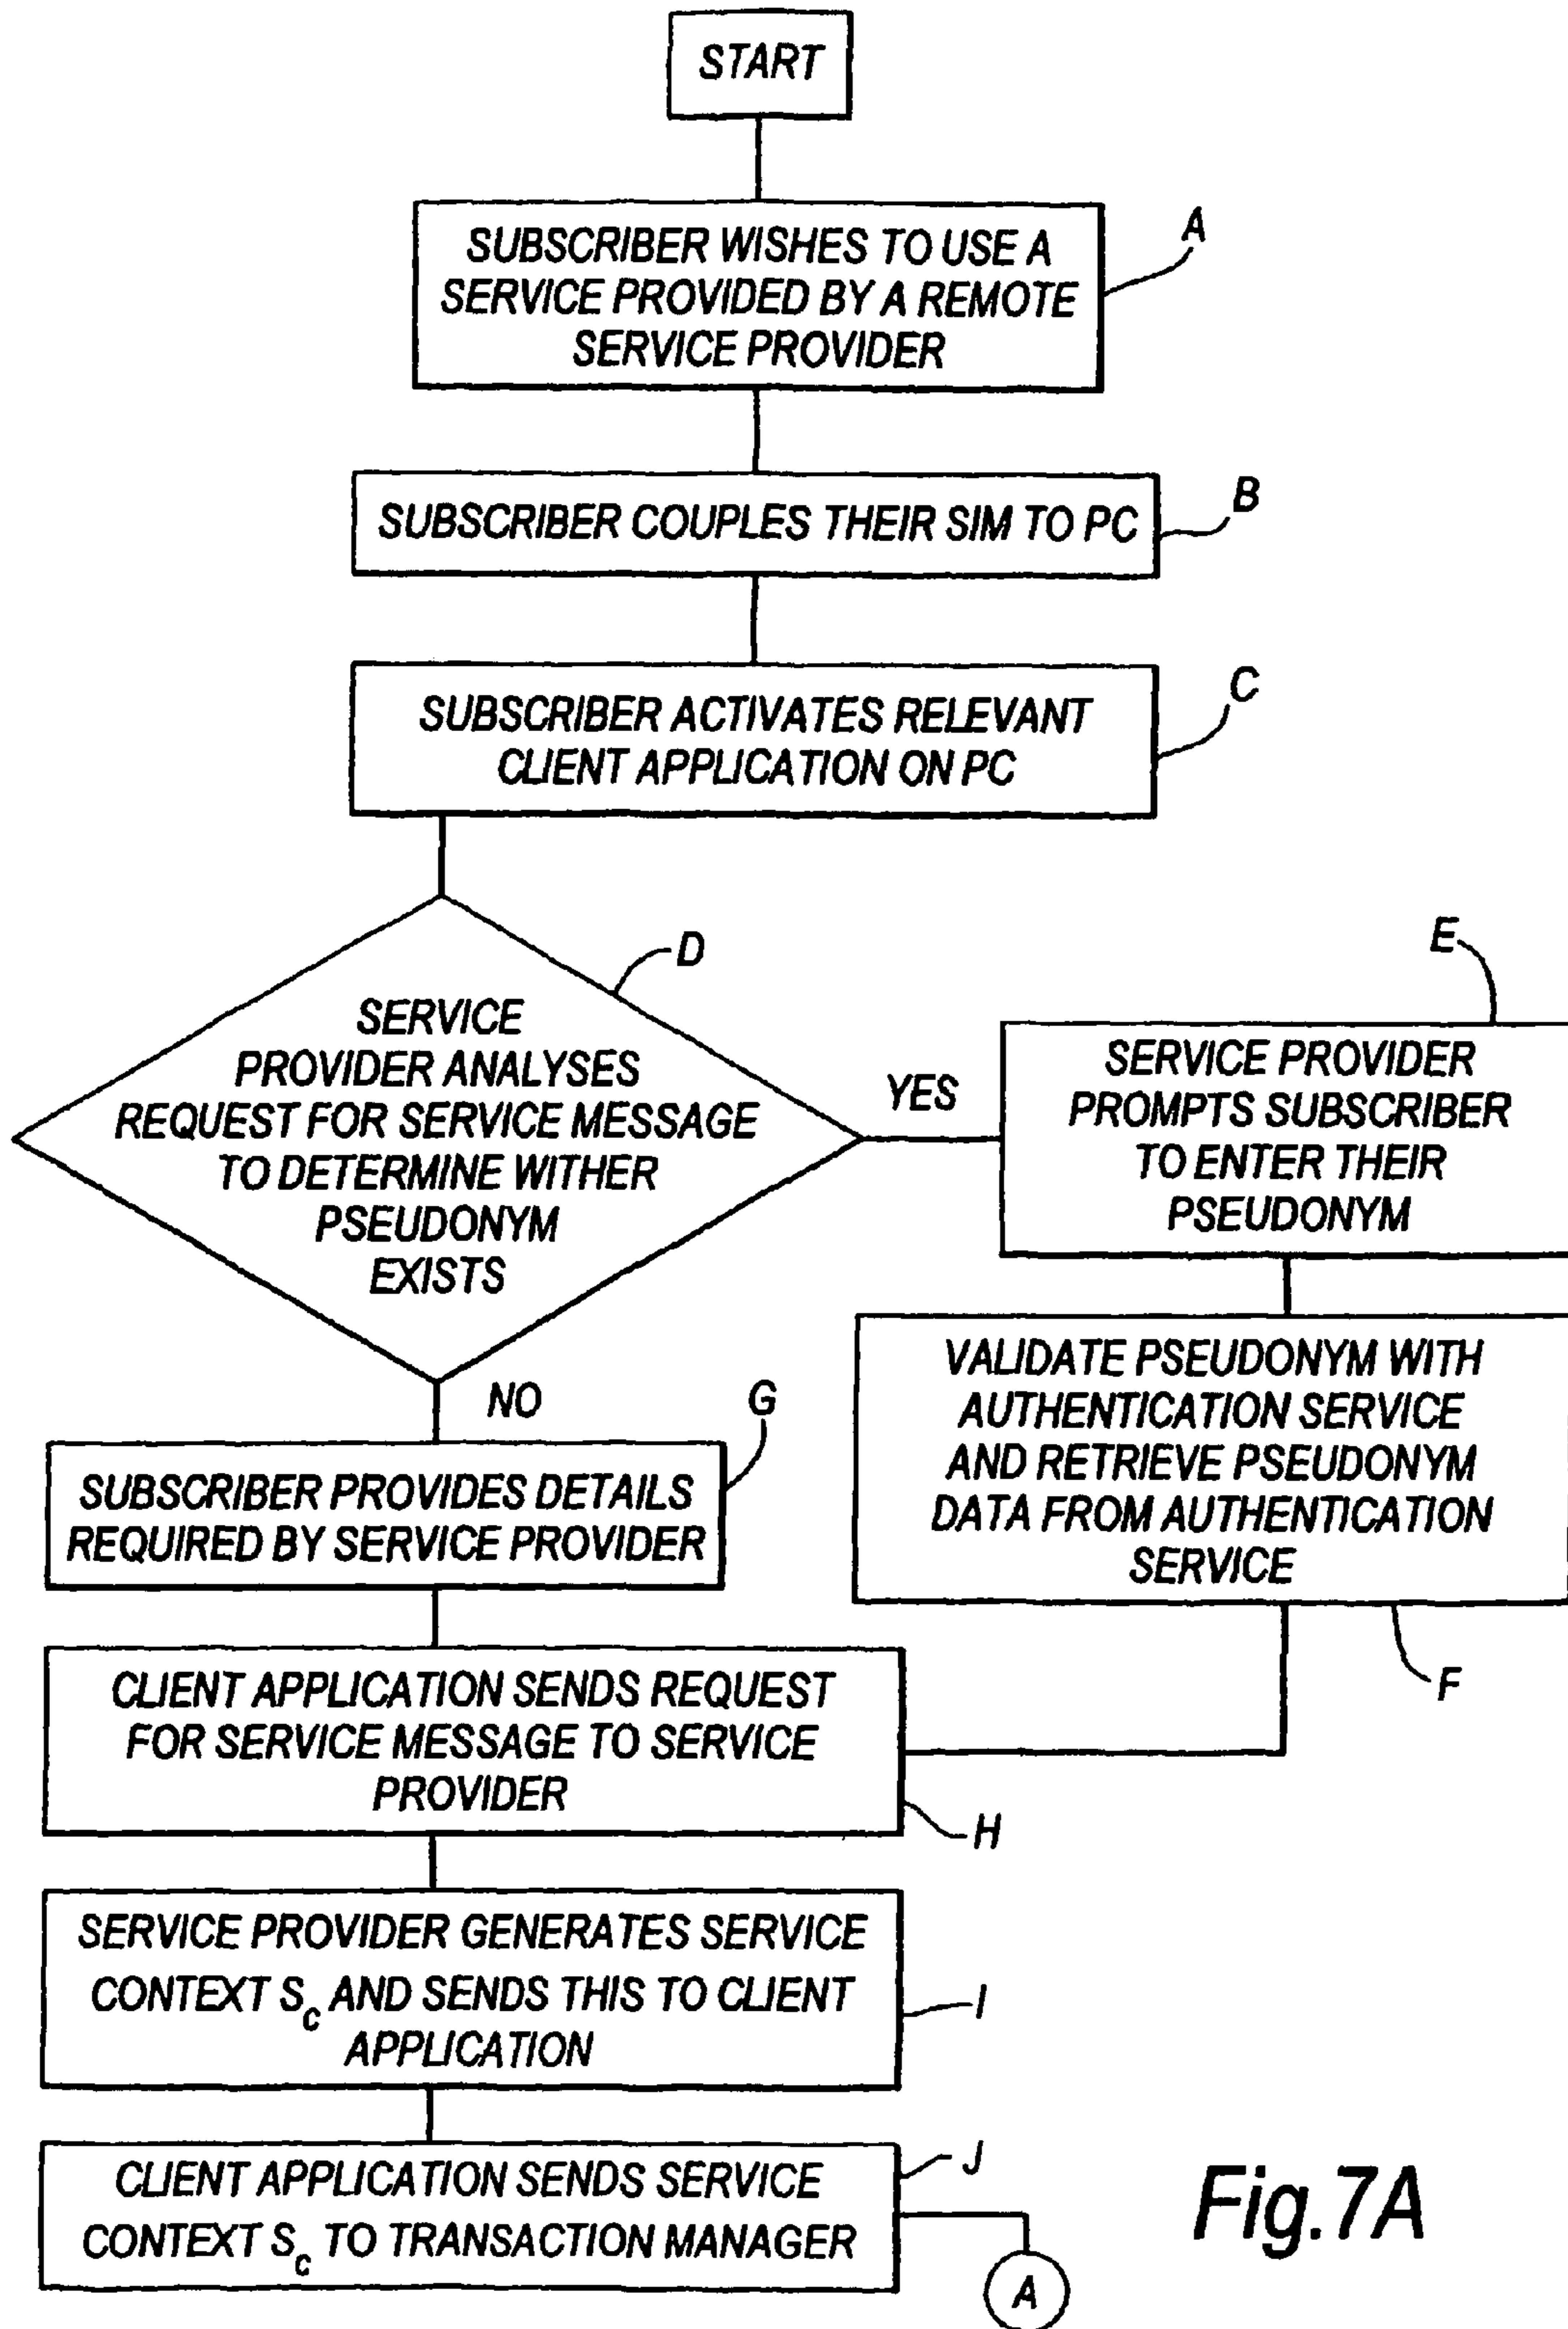 START
SUBSCRIBER WISHES TO USE A
SERVICE PROVIDED BY A REMOTE
SERVICE PROVIDER
A
SUBSCRIBER COUPLES THEIR SIM TO PC
B
SUBSCRIBER ACTIVATES RELEVANT
CLIENT APPLICATION ON PC
C
SERVICE
PROVIDER ANALYSES
REQUEST FOR SERVICE MESSAGE
TO DETERMINE WITHER
PSEUDONYM
EXISTS
D
YES
SERVICE PROVIDER
PROMPTS SUBSCRIBER
TO ENTER THEIR
PSEUDONYM
E
VALIDATE PSEUDONYM WITH
AUTHENTICATION SERVICE
AND RETRIEVE PSEUDONYM
DATA FROM AUTHENTICATION
SERVICE
F
NO
SUBSCRIBER PROVIDES DETAILS
REQUIRED BY SERVICE PROVIDER
G
CLIENT APPLICATION SENDS REQUEST
FOR SERVICE MESSAGE TO SERVICE
PROVIDER
H
SERVICE PROVIDER GENERATES SERVICE
CONTEXT Sc AND SENDS THIS TO CLIENT
APPLICATION
I
CLIENT APPLICATION SENDS SERVICE
CONTEXT Sc TO TRANSACTION MANAGER
J
A
Fig.7A